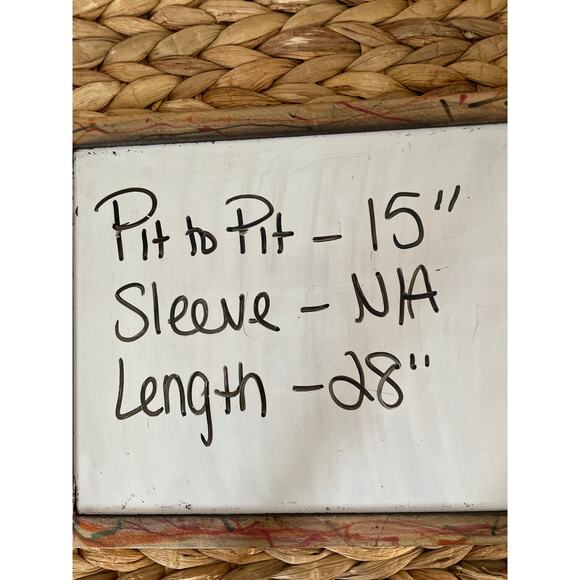 Pit to Pit - 15"
Sleeve - N/A
Length - 28"